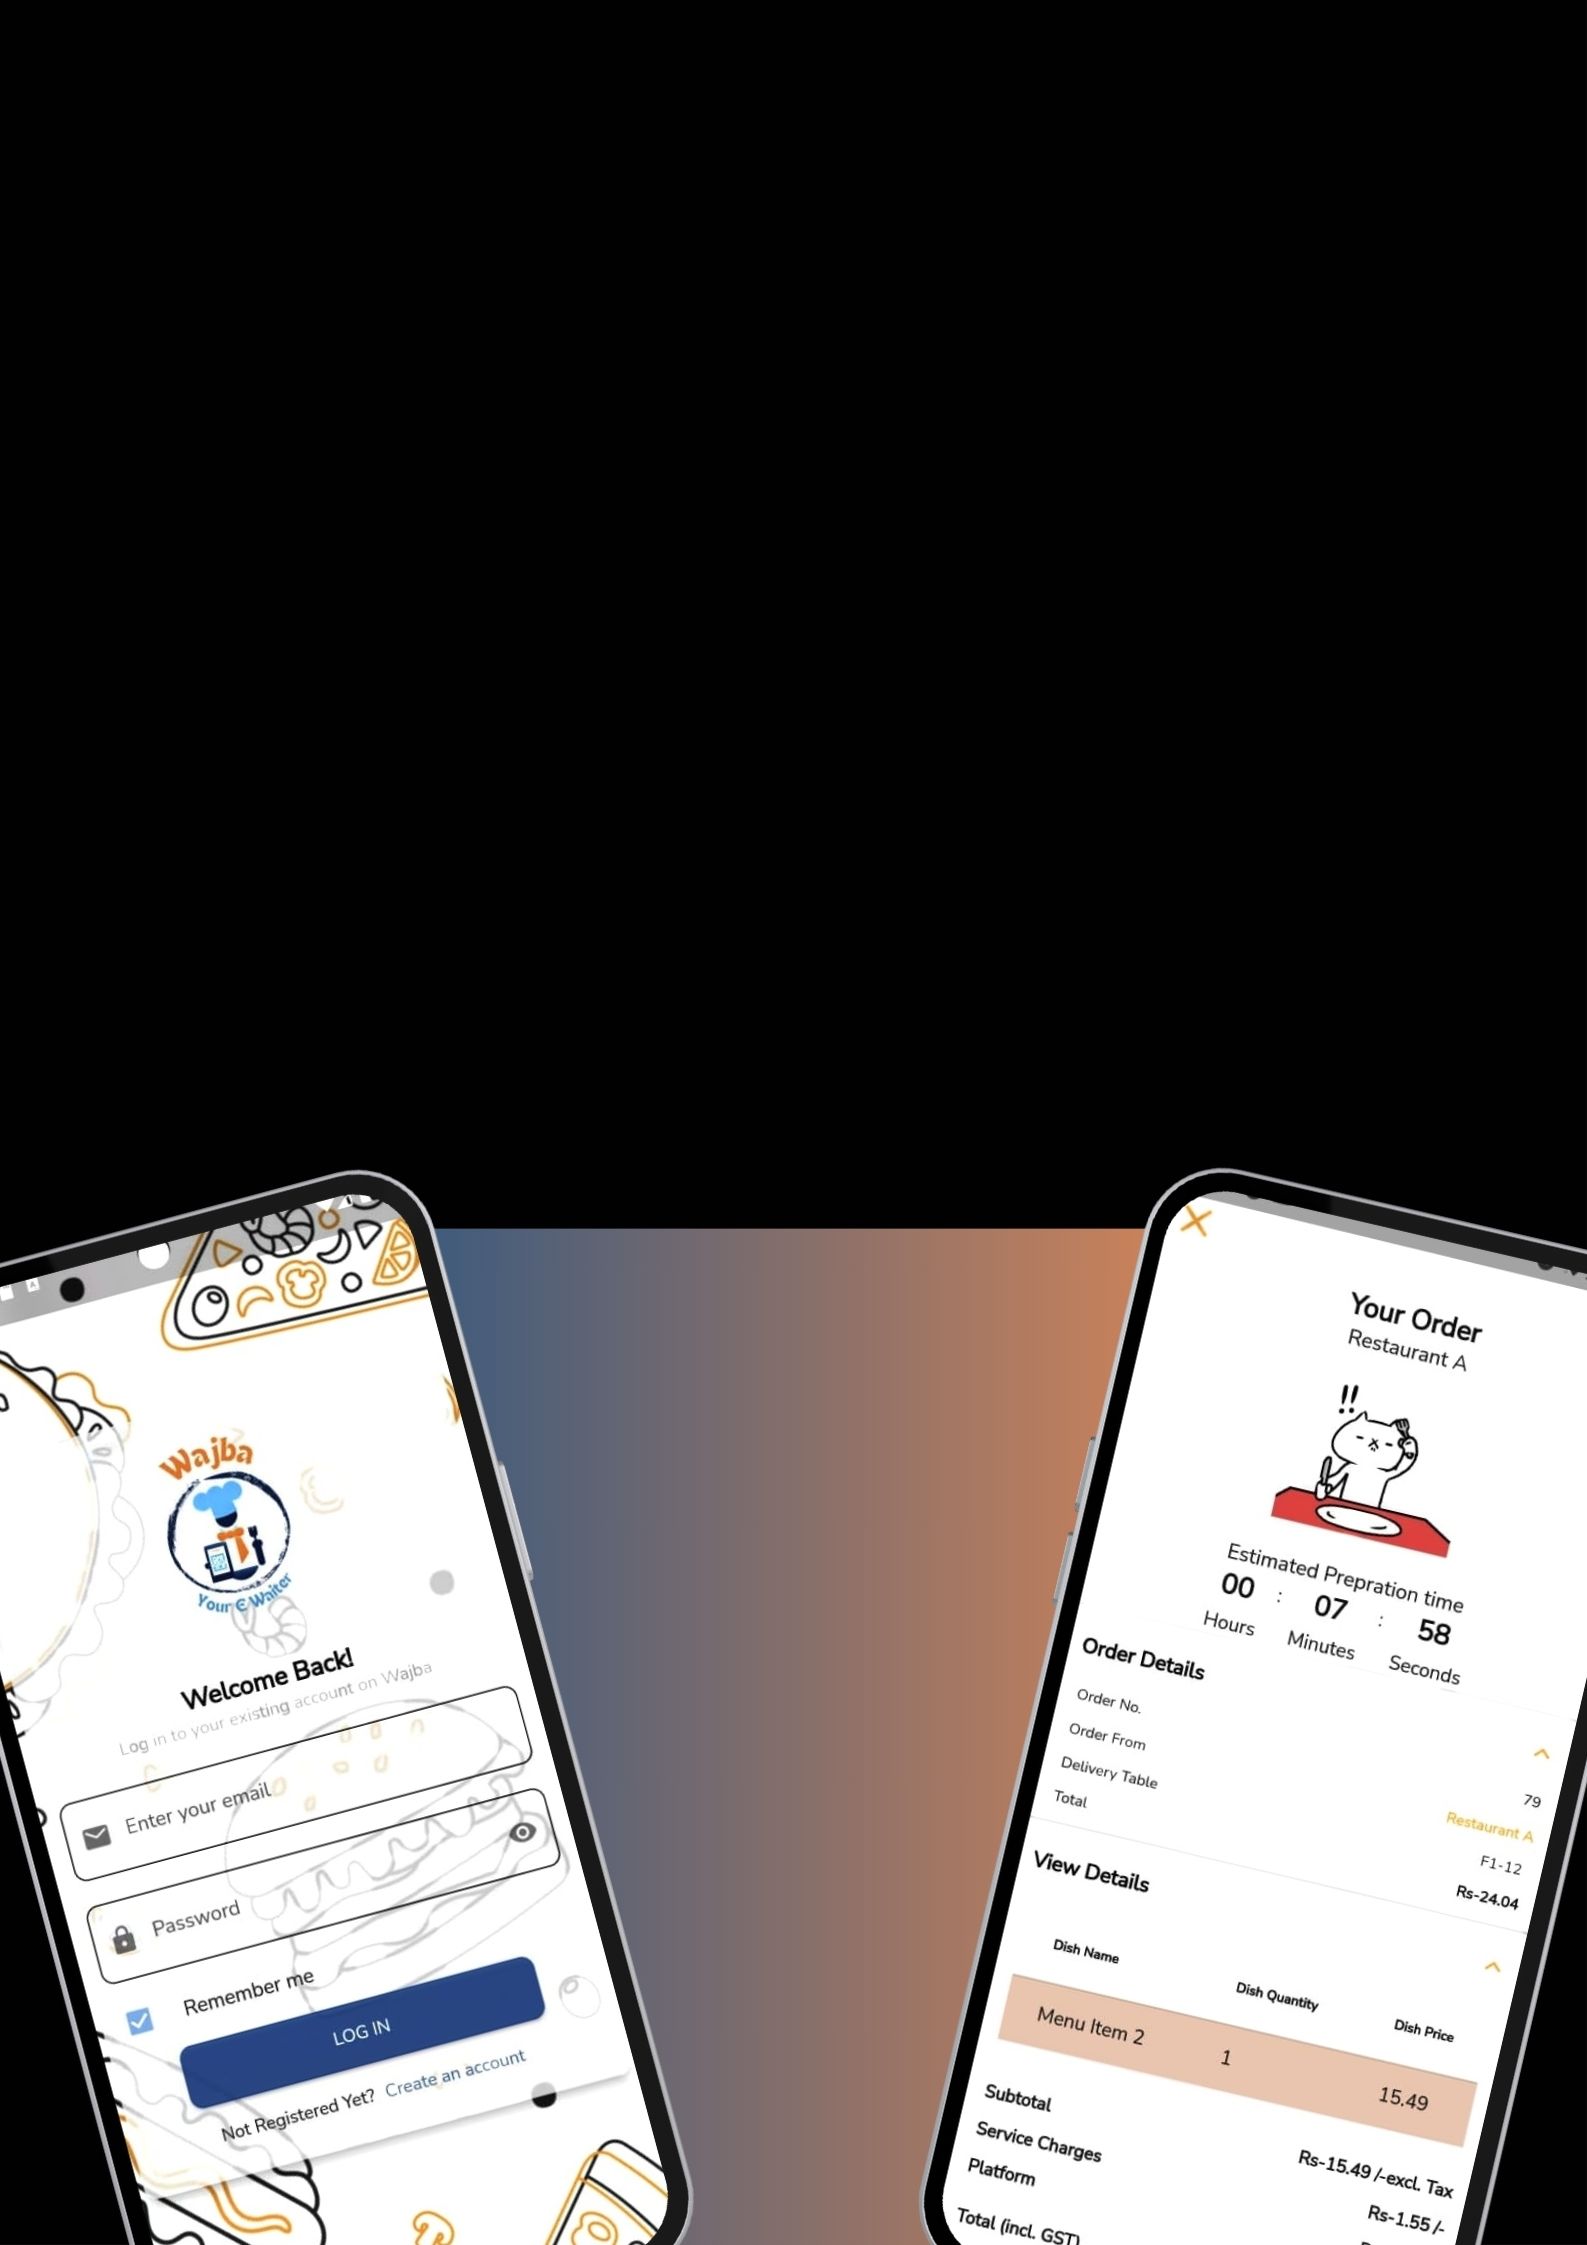 Wajba
Your E Waiter
Welcome Back!
Log in to your existing account on Wajba
Enter your email
Password
Remember me
LOG IN
Not Registered Yet? Create an account
Your Order
Restaurant A
!!
Estimated Prepration time
00 : 07 : 58
Hours Minutes Seconds
Order Details
Order No. 79
Order From Restaurant A
Delivery Table F1-12
Total Rs-24.04
View Details
Dish Name Dish Quantity Dish Price
Menu Item 2 1 15.49
Subtotal Rs-15.49 /-excl. Tax
Service Charges Rs-1.55 /-
Platform
Total (incl. GST)